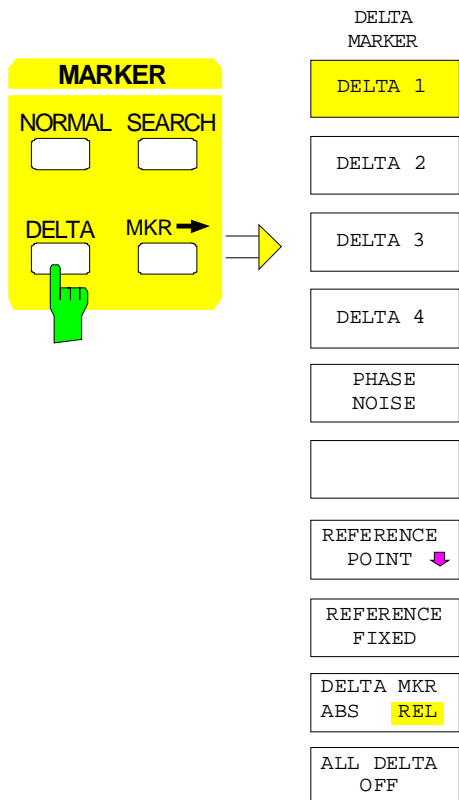 MARKER
NORMAL SEARCH
DELTA MKR
DELTA
MARKER
DELTA 1
DELTA 2
DELTA 3
DELTA 4
PHASE
NOISE
REFERENCE
POINT
REFERENCE
FIXED
DELTA MKR
ABS REL
ALL DELTA
OFF